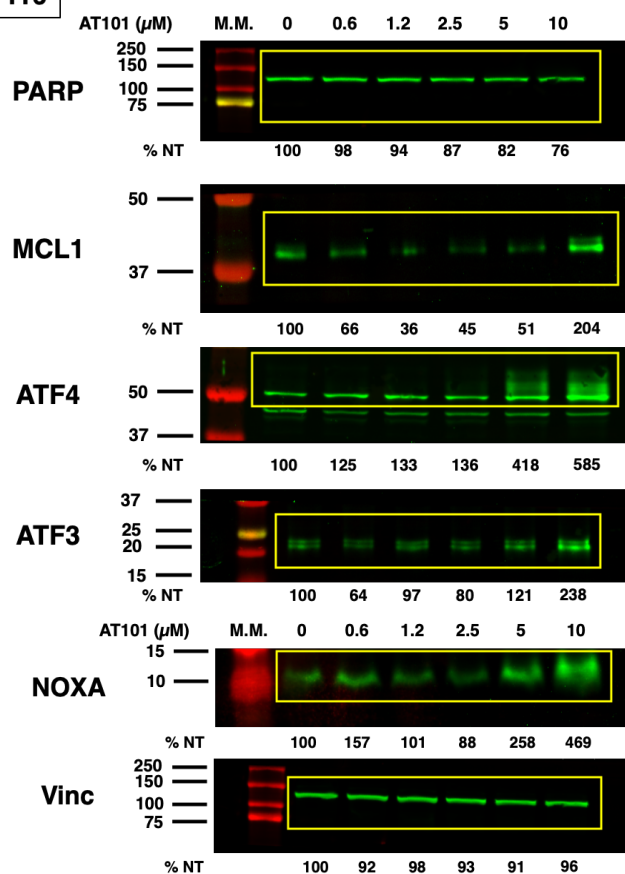 AT101 (µM) M.M. 0 0.6 1.2 2.5 5 10
PARP
250
150
100
75
% NT 100 98 94 87 82 76
MCL1
50
37
% NT 100 66 36 45 51 204
ATF4
50
37
% NT 100 125 133 136 418 585
ATF3
37
25
20
15
% NT 100 64 97 80 121 238
AT101 (µM) M.M. 0 0.6 1.2 2.5 5 10
NOXA
15
10
% NT 100 157 101 88 258 469
Vinc
250
150
100
75
% NT 100 92 98 93 91 96